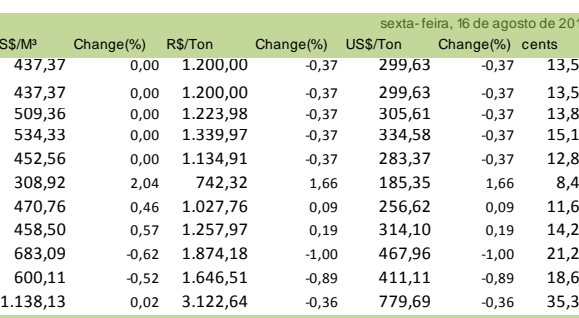 sexta-feira, 16 de agosto de 201
S$/M³ Change(%) R$/Ton Change(%) US$/Ton Change(%) cents
437,37 0,00 1.200,00 -0,37 299,63 -0,37 13,5
437,37 0,00 1.200,00 -0,37 299,63 -0,37 13,5
509,36 0,00 1.223,98 -0,37 305,61 -0,37 13,8
534,33 0,00 1.339,97 -0,37 334,58 -0,37 15,1
452,56 0,00 1.134,91 -0,37 283,37 -0,37 12,8
308,92 2,04 742,32 1,66 185,35 1,66 8,4
470,76 0,46 1.027,76 0,09 256,62 0,09 11,6
458,50 0,57 1.257,97 0,19 314,10 0,19 14,2
683,09 -0,62 1.874,18 -1,00 467,96 -1,00 21,2
600,11 -0,52 1.646,51 -0,89 411,11 -0,89 18,6
1.138,13 0,02 3.122,64 -0,36 779,69 -0,36 35,3